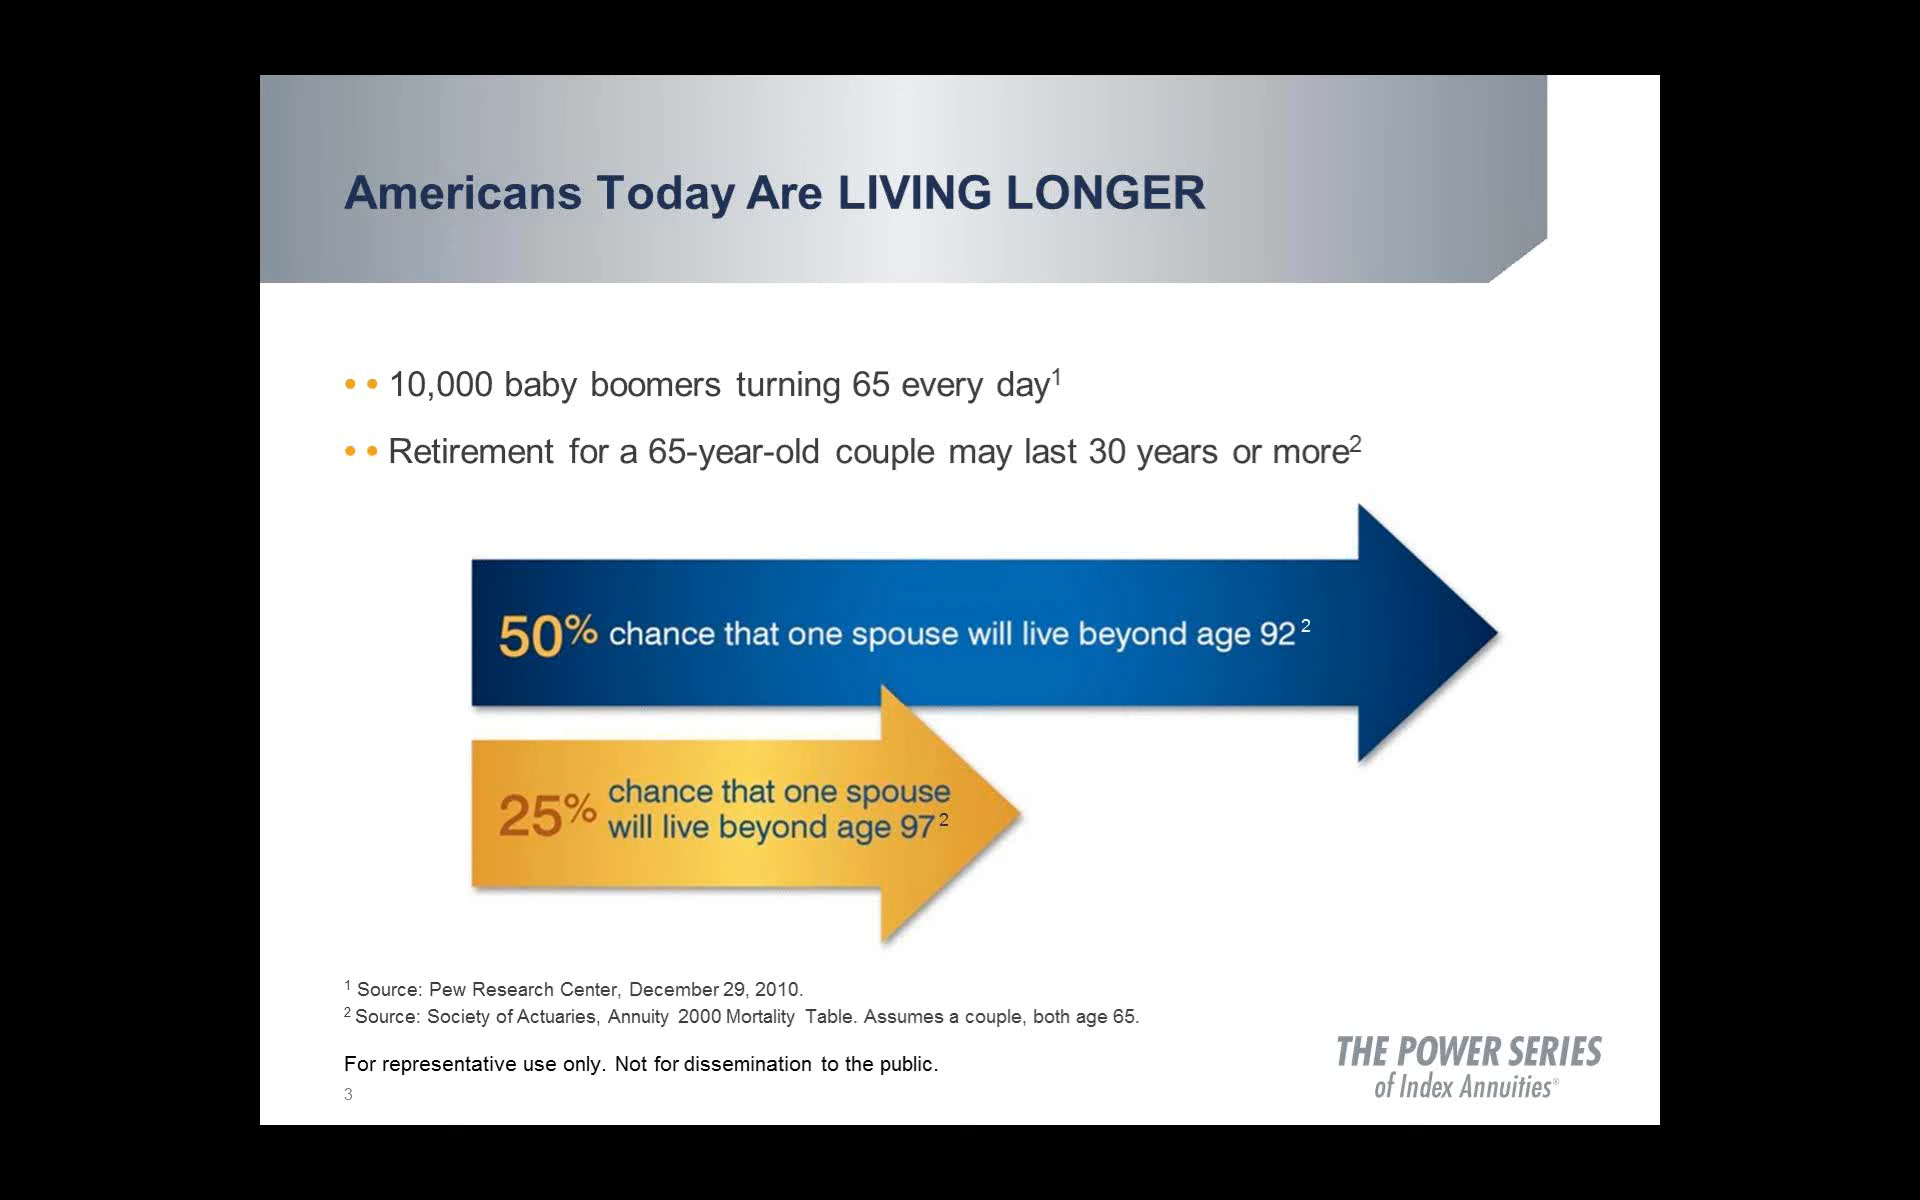 Americans Today Are LIVING LONGER
• • 10,000 baby boomers turning 65 every day1
• • Retirement for a 65-year-old couple may last 30 years or more2
50% chance that one spouse will live beyond age 92 2
25% chance that one spouse
will live beyond age 97 2
1 Source: Pew Research Center, December 29, 2010.
2 Source: Society of Actuaries, Annuity 2000 Mortality Table. Assumes a couple, both age 65.
For representative use only. Not for dissemination to the public.
3
THE POWER SERIES
of Index Annuities®